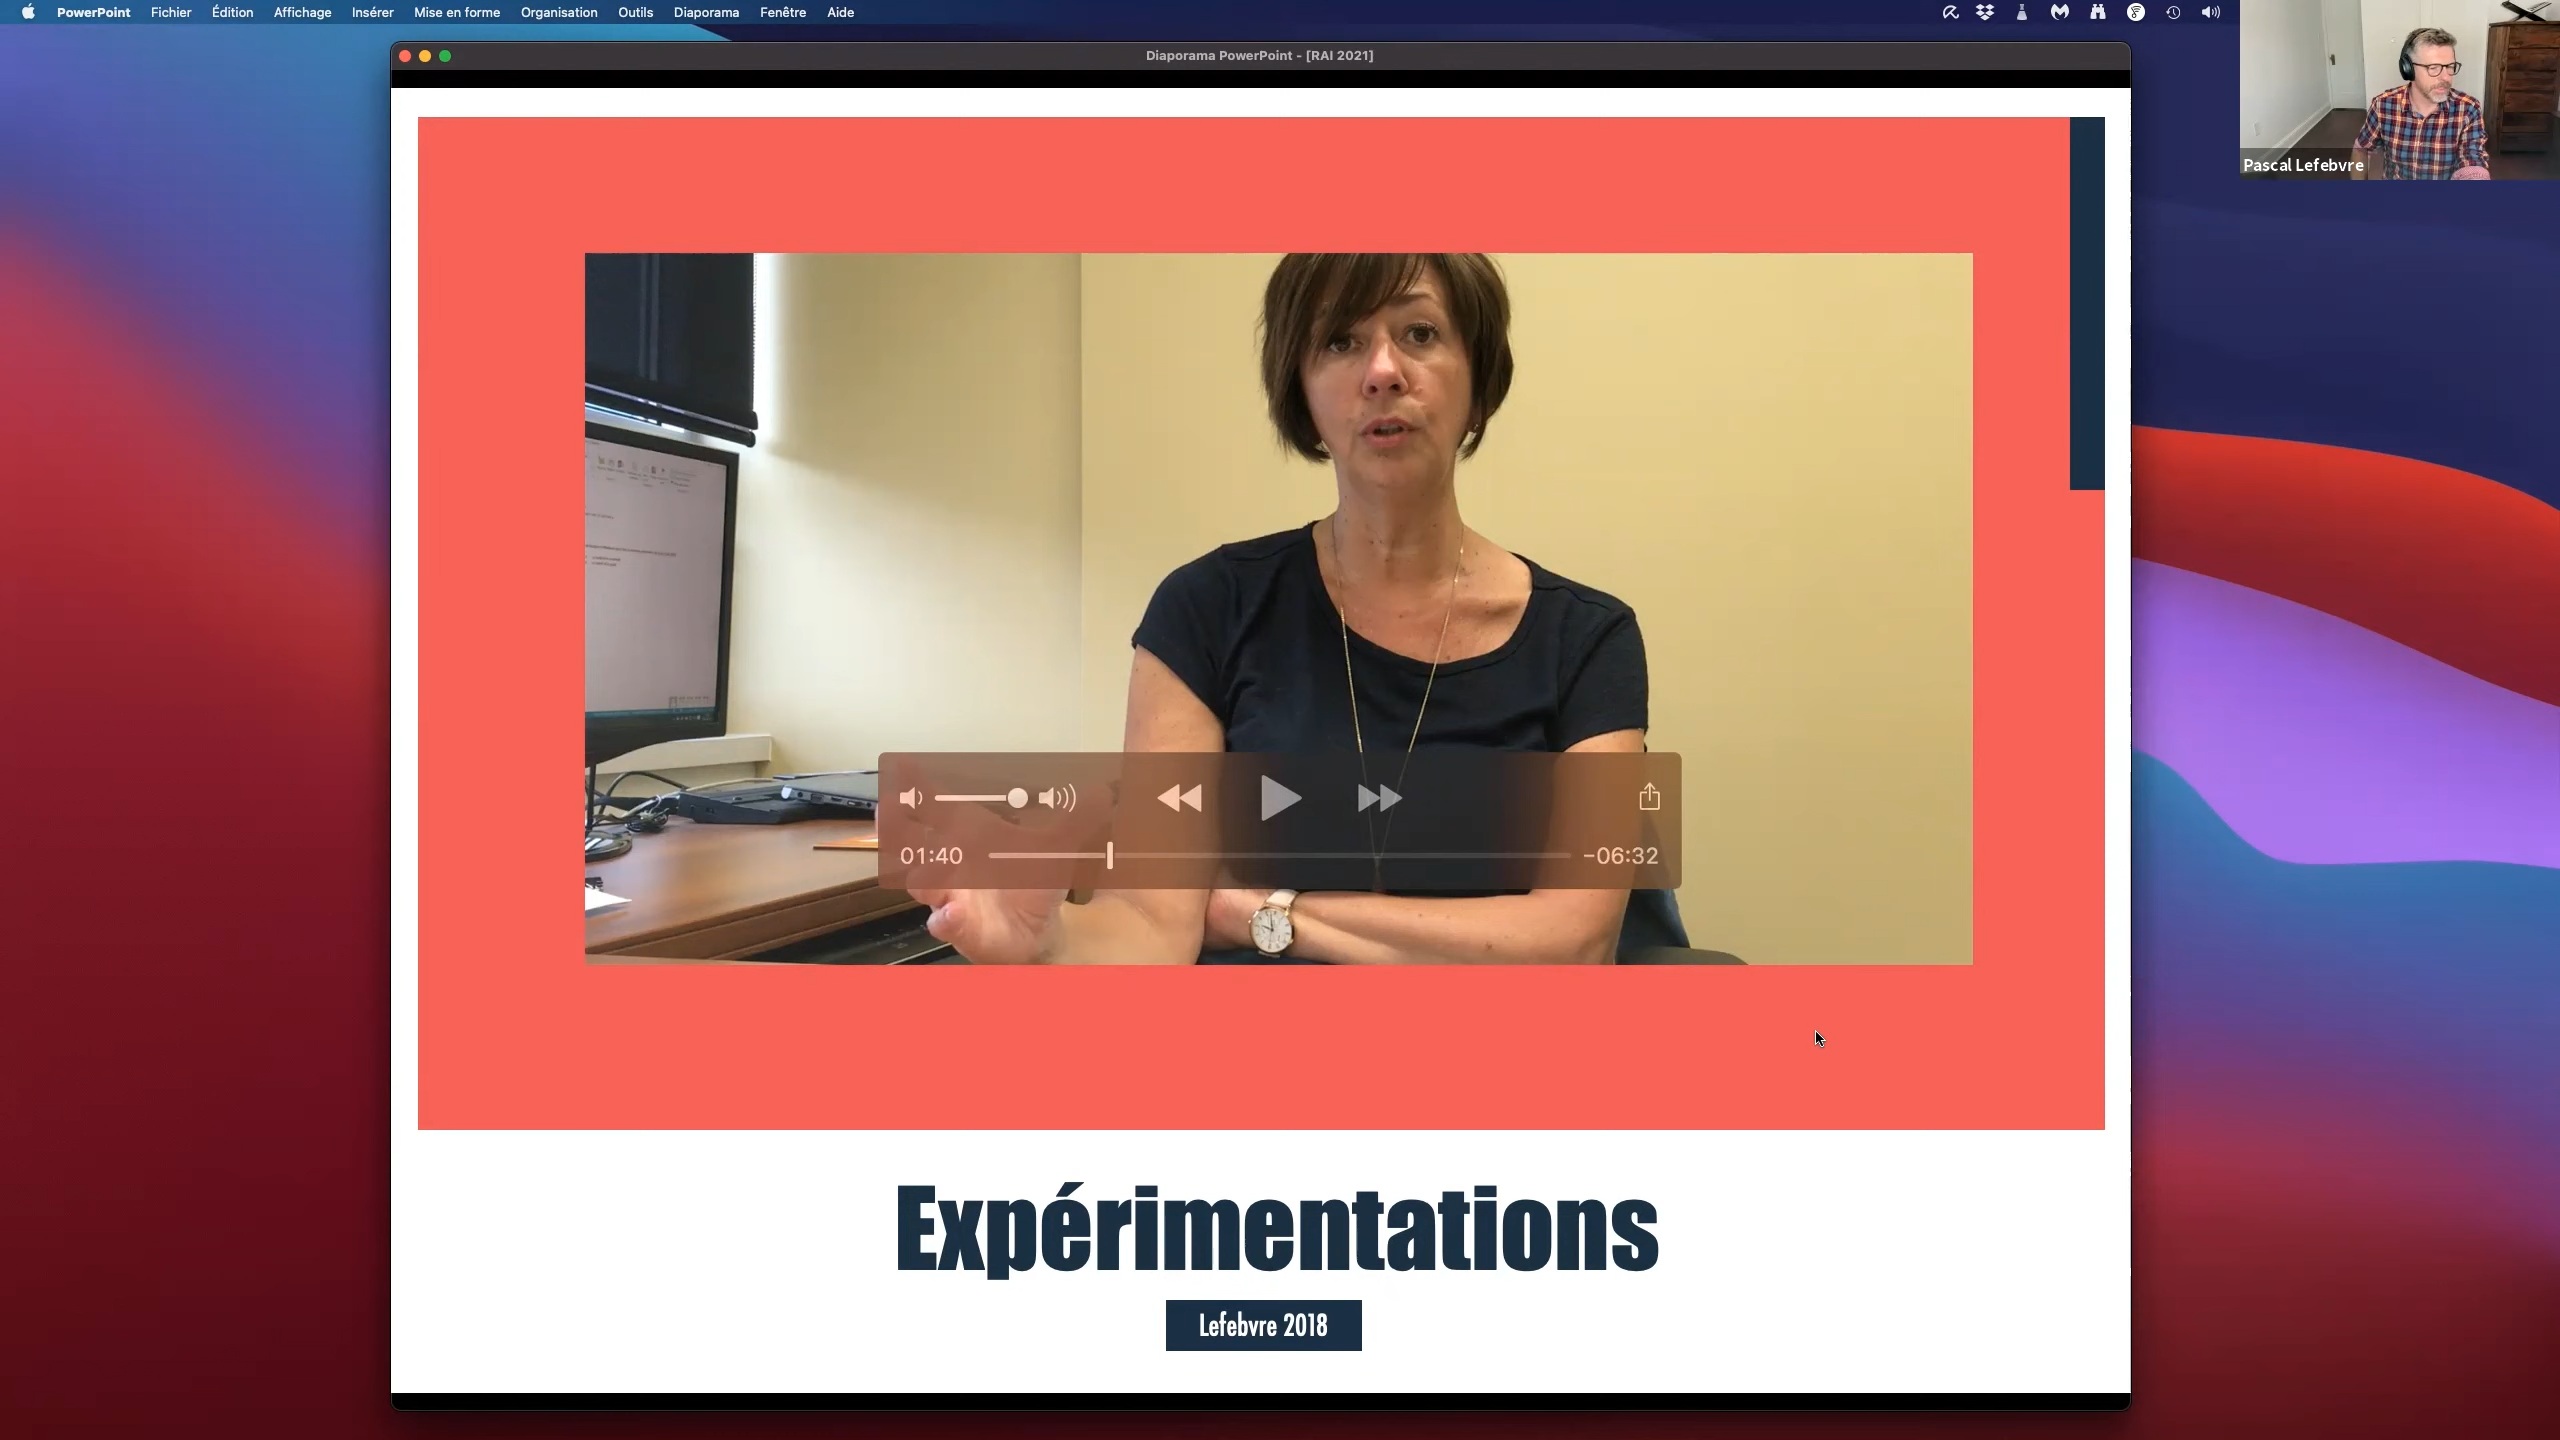 PowerPoint Fichier Édition Affichage Insérer Mise en forme Organisation Outils Diaporama Fenêtre Aide
Diaporama PowerPoint - [RAI 2021]
Pascal Lefebvre
01:40 -06:32
Expérimentations
Lefebvre 2018